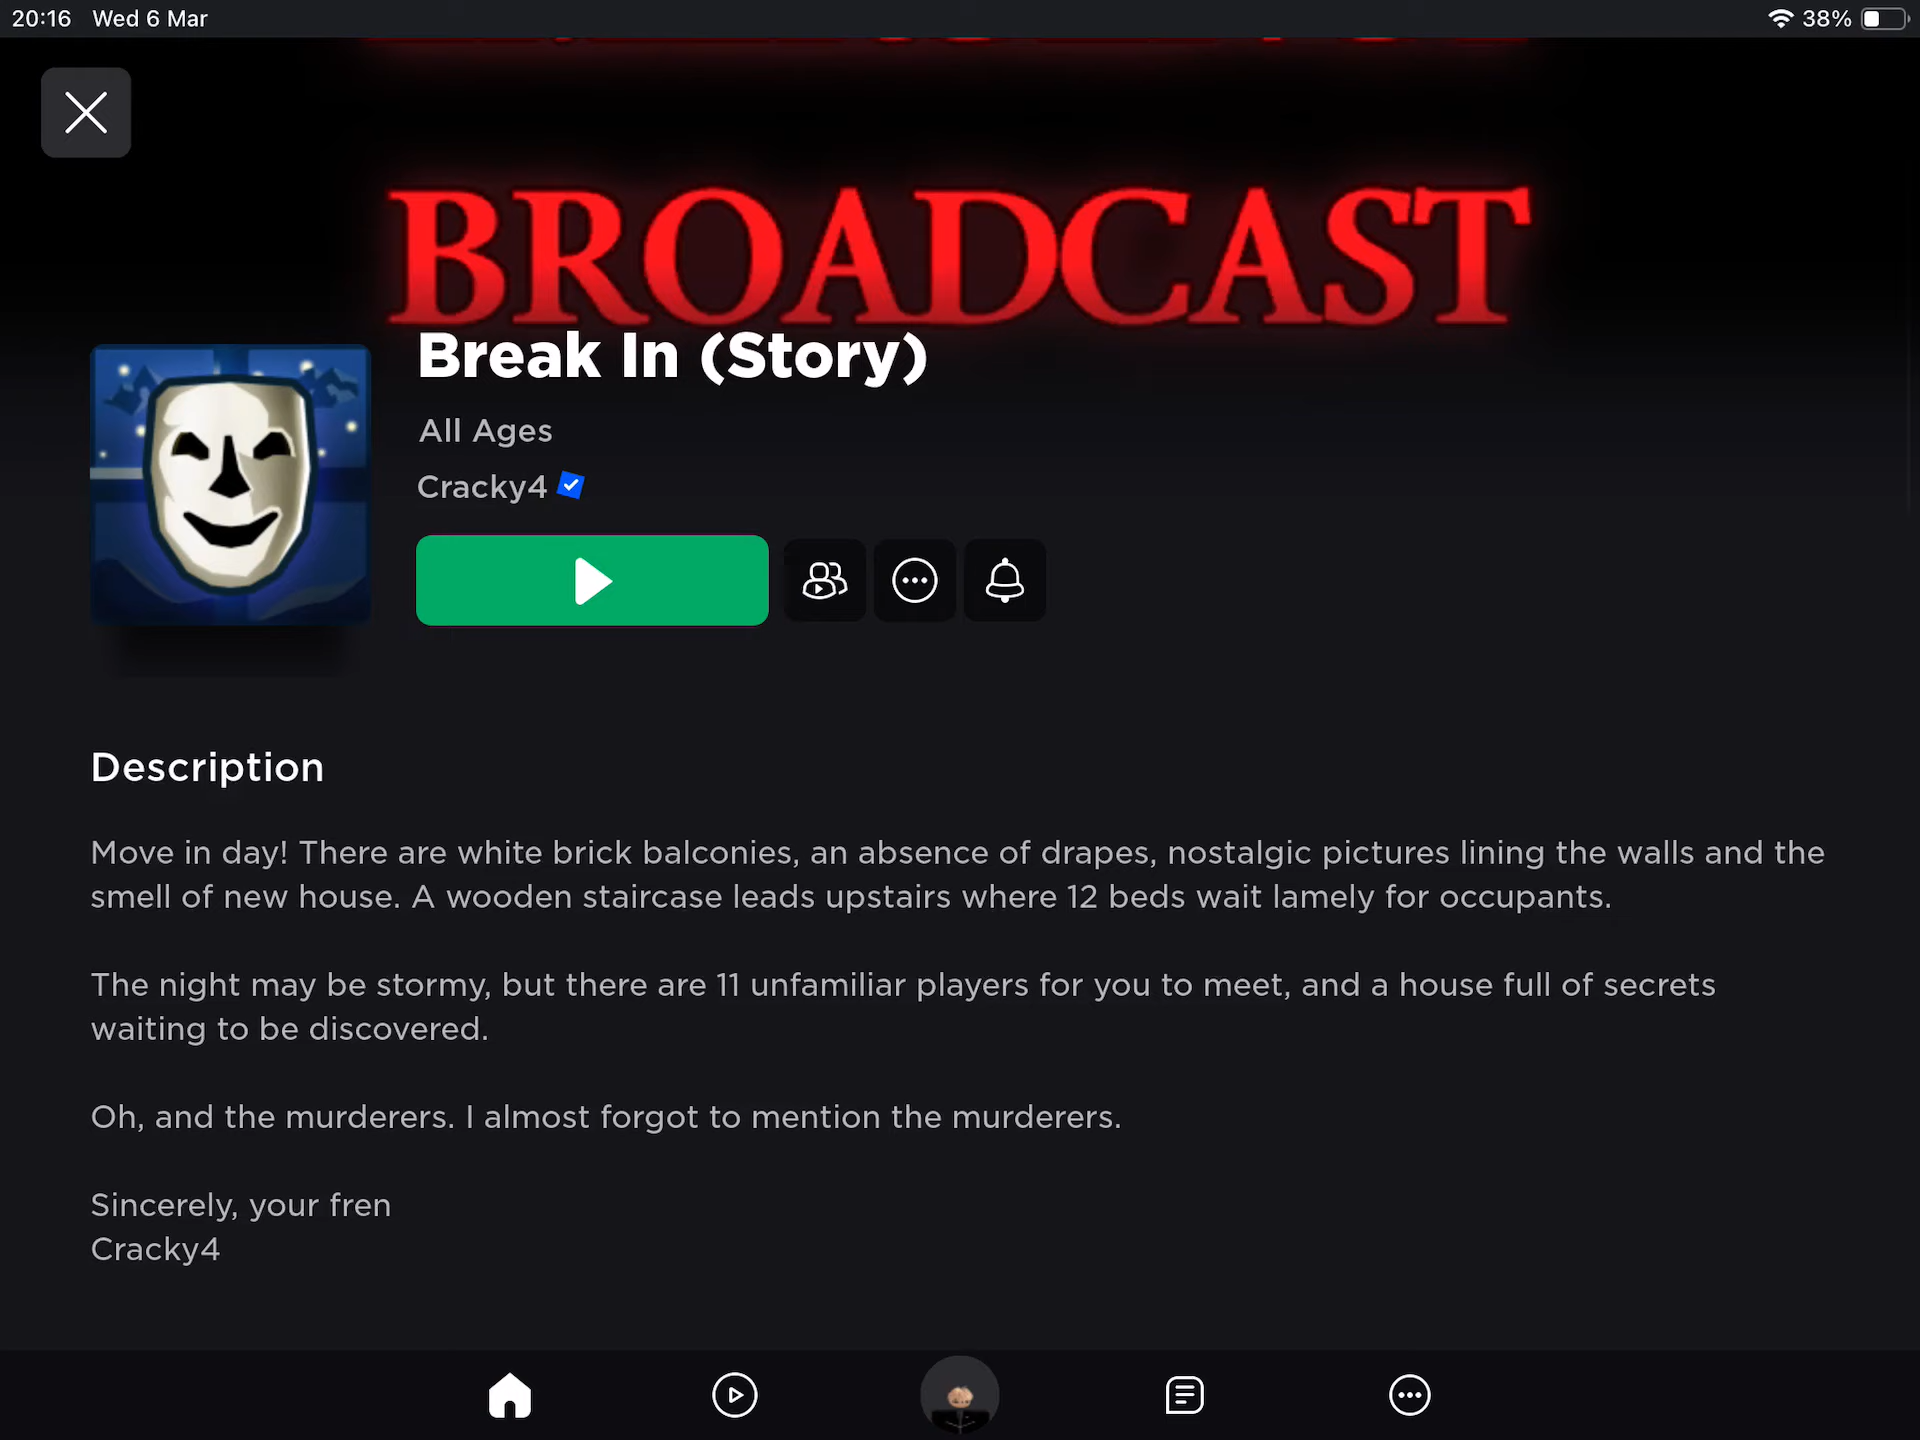 20:16 Wed 6 Mar 38%
BROADCAST
Break In (Story)
All Ages
Cracky4
Description
Move in day! There are white brick balconies, an absence of drapes, nostalgic pictures lining the walls and the
smell of new house. A wooden staircase leads upstairs where 12 beds wait lamely for occupants.
The night may be stormy, but there are 11 unfamiliar players for you to meet, and a house full of secrets
waiting to be discovered.
Oh, and the murderers. I almost forgot to mention the murderers.
Sincerely, your fren
Cracky4